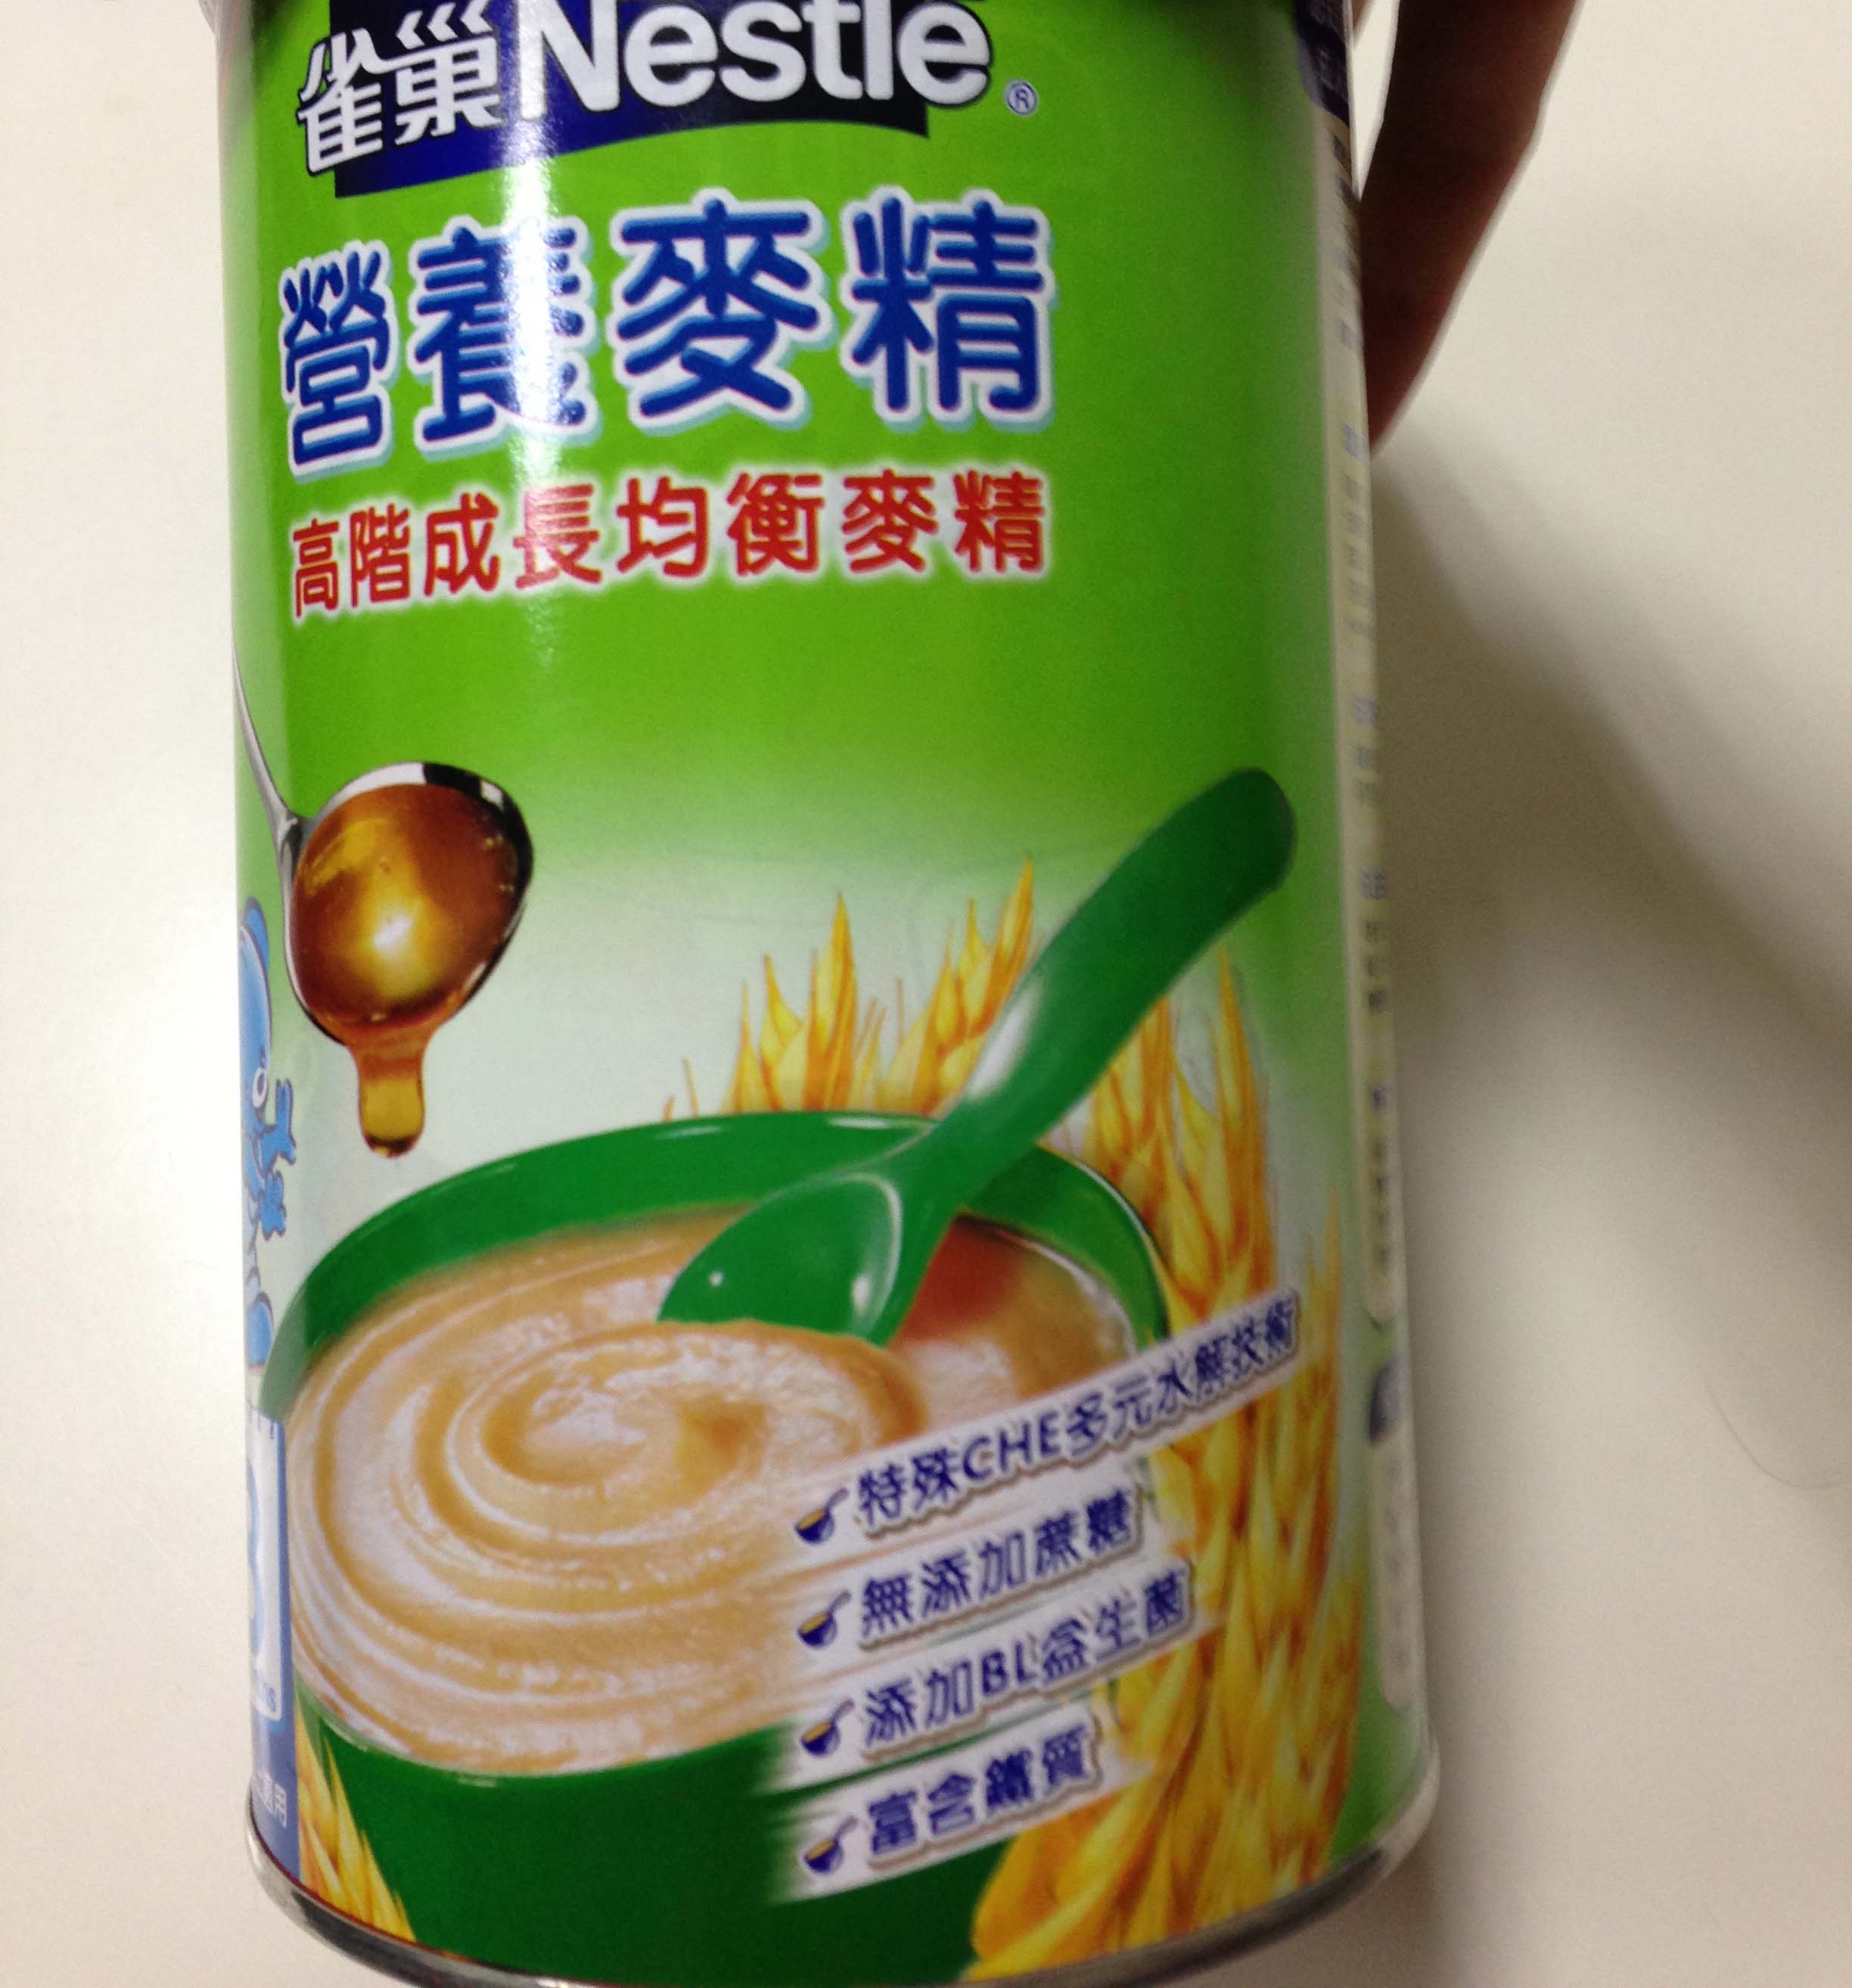 雀巢Nestlé®
營養麥精
高階成長均衡麥精
特殊CHE多元水解技術
無添加蔗糖
添加BL益生菌
富含鐵質